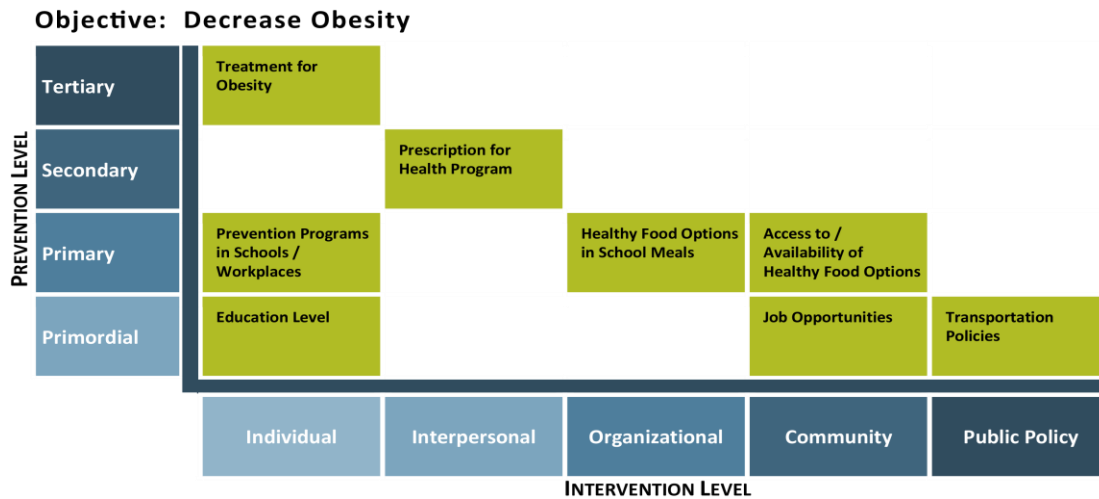 Objective: Decrease Obesity
PREVENTION LEVEL
Tertiary
Treatment for
Obesity
Secondary
Prescription for
Health Program
Primary
Prevention Programs
in Schools /
Workplaces
Healthy Food Options
in School Meals
Access to /
Availability of
Healthy Food Options
Primordial
Education Level
Job Opportunities
Transportation
Policies
Individual
Interpersonal
Organizational
Community
Public Policy
INTERVENTION LEVEL